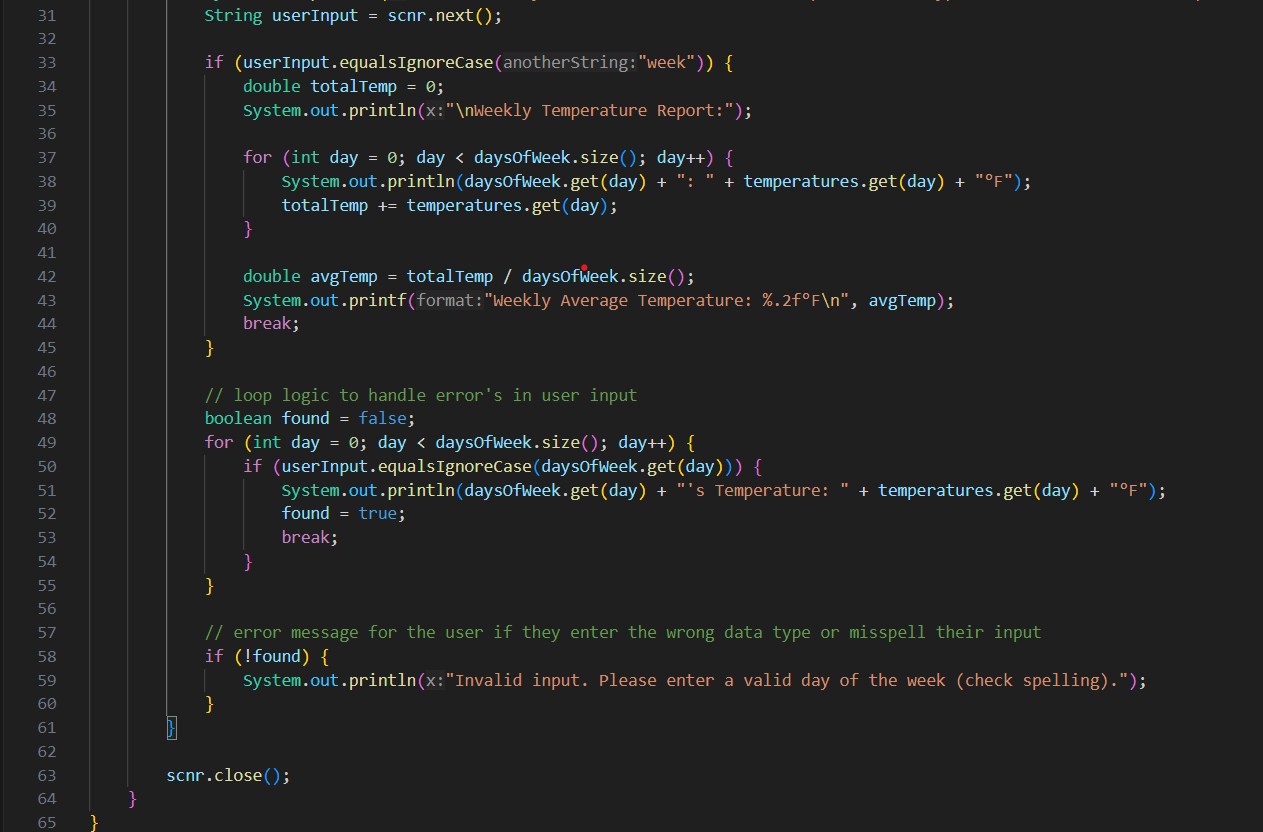 31 String userInput = scnr.next();
32
33 if (userInput.equalsIgnoreCase(anotherString:"week")) {
34 double totalTemp = 0;
35 System.out.println(x:"\nWeekly Temperature Report:");
36
37 for (int day = 0; day < daysOfWeek.size(); day++) {
38 System.out.println(daysOfWeek.get(day) + ": " + temperatures.get(day) + "°F");
39 totalTemp += temperatures.get(day);
40 }
41
42 double avgTemp = totalTemp / daysOfWeek.size();
43 System.out.printf(format:"Weekly Average Temperature: %.2f°F\n", avgTemp);
44 break;
45 }
46
47 // loop logic to handle error's in user input
48 boolean found = false;
49 for (int day = 0; day < daysOfWeek.size(); day++) {
50 if (userInput.equalsIgnoreCase(daysOfWeek.get(day))) {
51 System.out.println(daysOfWeek.get(day) + "'s Temperature: " + temperatures.get(day) + "°F");
52 found = true;
53 break;
54 }
55 }
56
57 // error message for the user if they enter the wrong data type or misspell their input
58 if (!found) {
59 System.out.println(x:"Invalid input. Please enter a valid day of the week (check spelling).");
60 }
61 }
62
63 scnr.close();
64 }
65 }